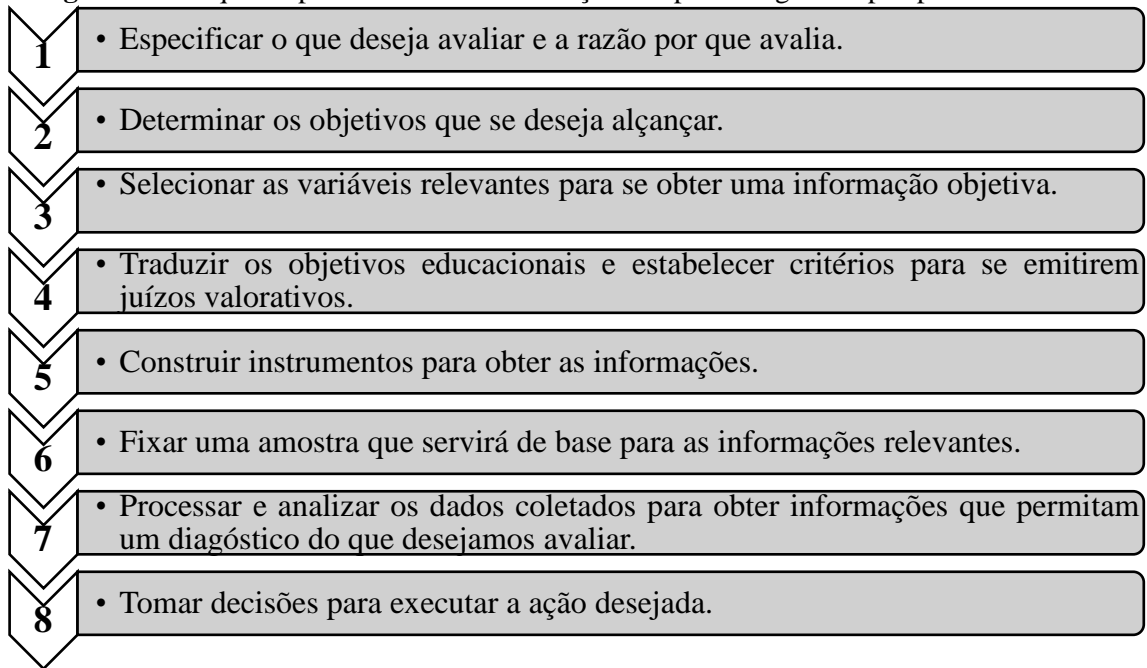 1
• Especificar o que deseja avaliar e a razão por que avalia.
2
• Determinar os objetivos que se deseja alçançar.
3
• Selecionar as variáveis relevantes para se obter uma informação objetiva.
4
• Traduzir os objetivos educacionais e estabelecer critérios para se emitirem
juízos valorativos.
5
• Construir instrumentos para obter as informações.
6
• Fixar uma amostra que servirá de base para as informações relevantes.
7
• Processar e analizar os dados coletados para obter informações que permitam
um diagóstico do que desejamos avaliar.
8
• Tomar decisões para executar a ação desejada.